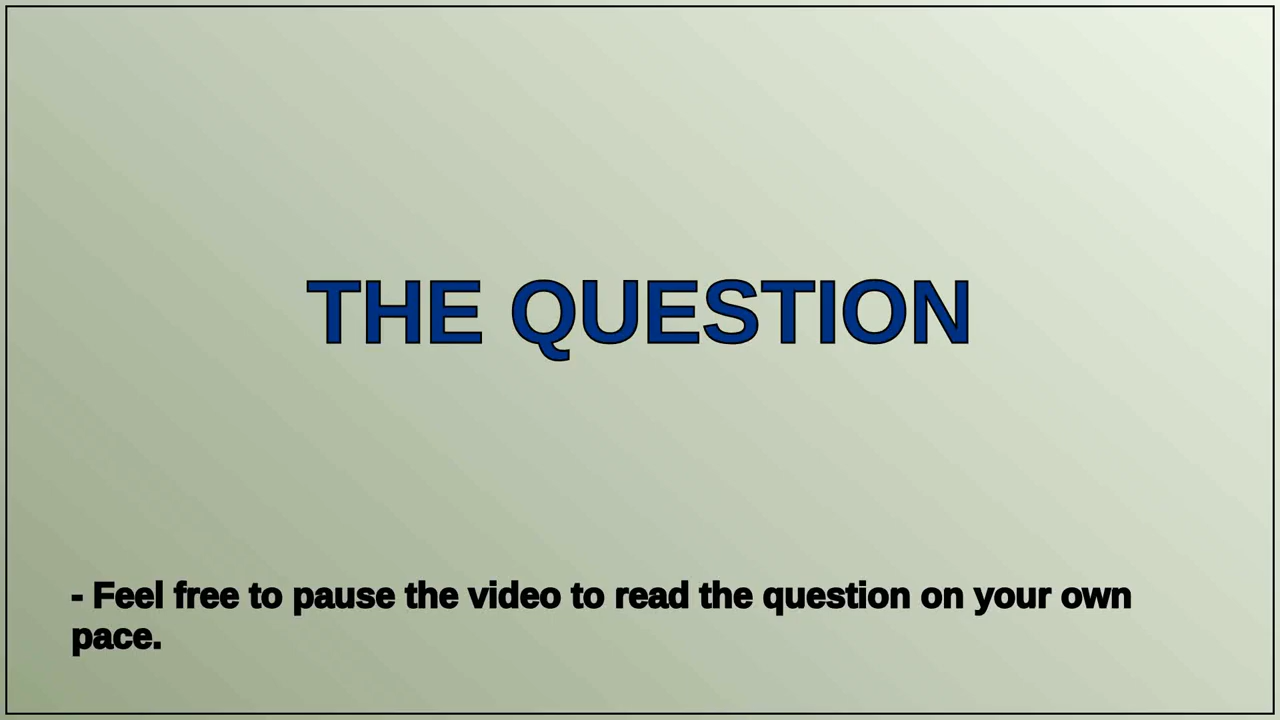 THE QUESTION
- Feel free to pause the video to read the question on your own
pace.